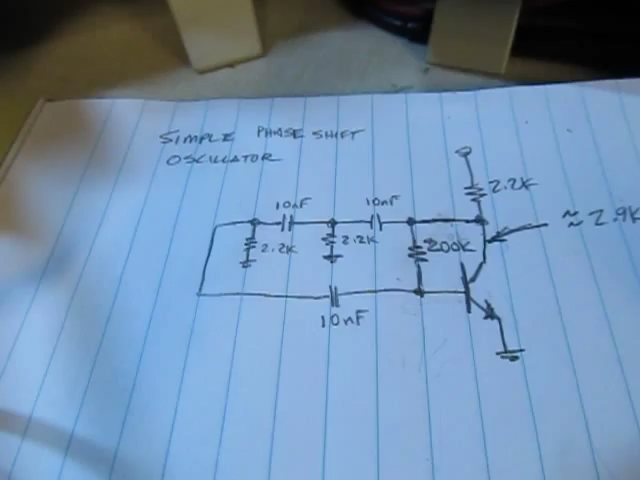 SIMPLE PHASE SHIFT
OSCILLATOR
2.2K
10nF
10nF
≈ 2.9K
2.2K
2.2K
200K
10nF